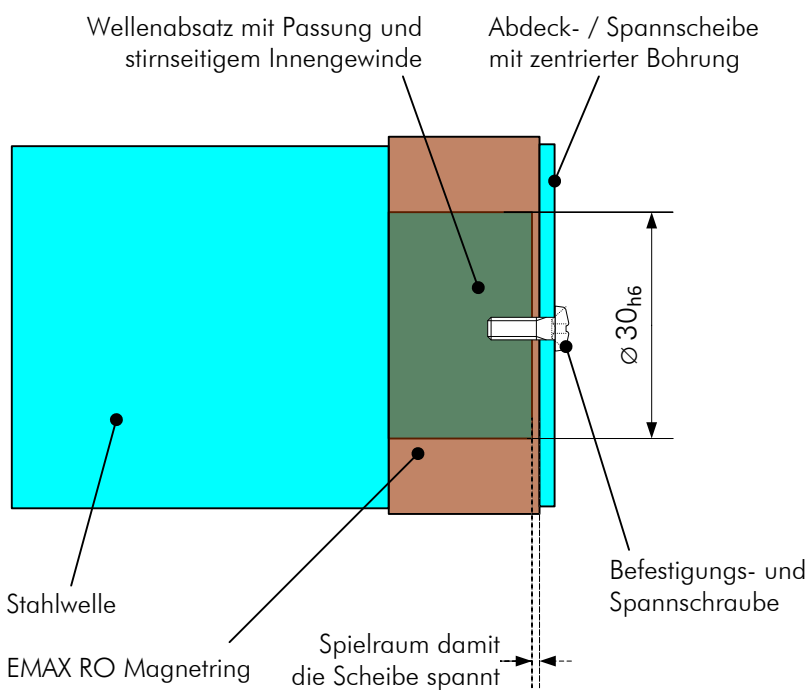 Wellenabsatz mit Passung und
stirnseitigem Innengewinde
Abdeck- / Spannscheibe
mit zentrierter Bohrung
⌀ 30h6
Befestigungs- und
Spannschraube
Stahlwelle
EMAX RO Magnetring
Spielraum damit
die Scheibe spannt